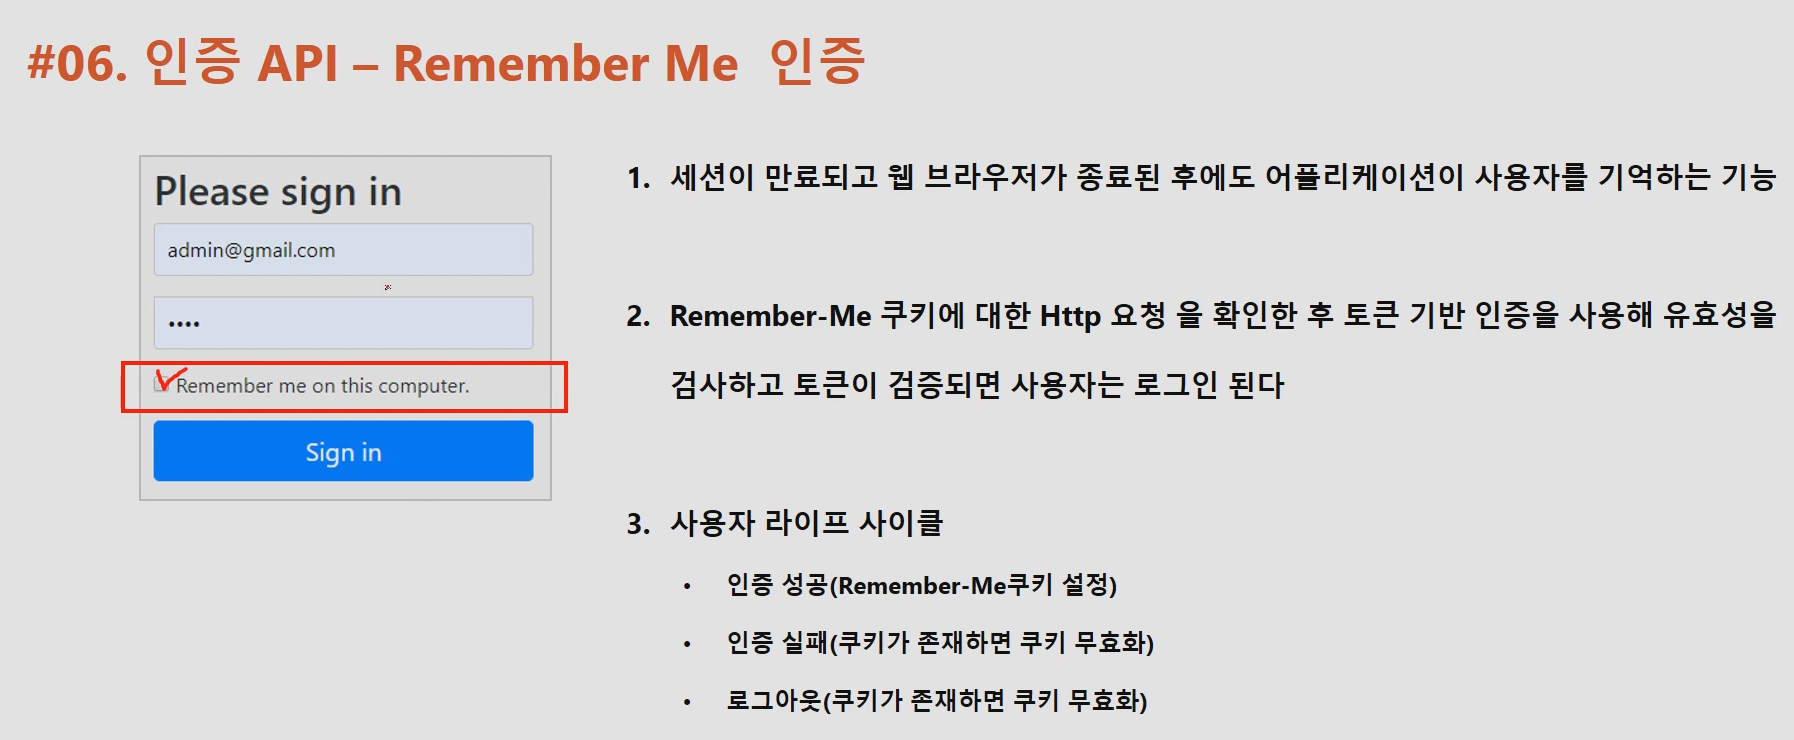 #06. 인증 API – Remember Me 인증
Please sign in
admin@gmail.com
••••
Remember me on this computer.
Sign in
1. 세션이 만료되고 웹 브라우저가 종료된 후에도 어플리케이션이 사용자를 기억하는 기능
2. Remember-Me 쿠키에 대한 Http 요청 을 확인한 후 토큰 기반 인증을 사용해 유효성을
검사하고 토큰이 검증되면 사용자는 로그인 된다
3. 사용자 라이프 사이클
• 인증 성공(Remember-Me쿠키 설정)
• 인증 실패(쿠키가 존재하면 쿠키 무효화)
• 로그아웃(쿠키가 존재하면 쿠키 무효화)